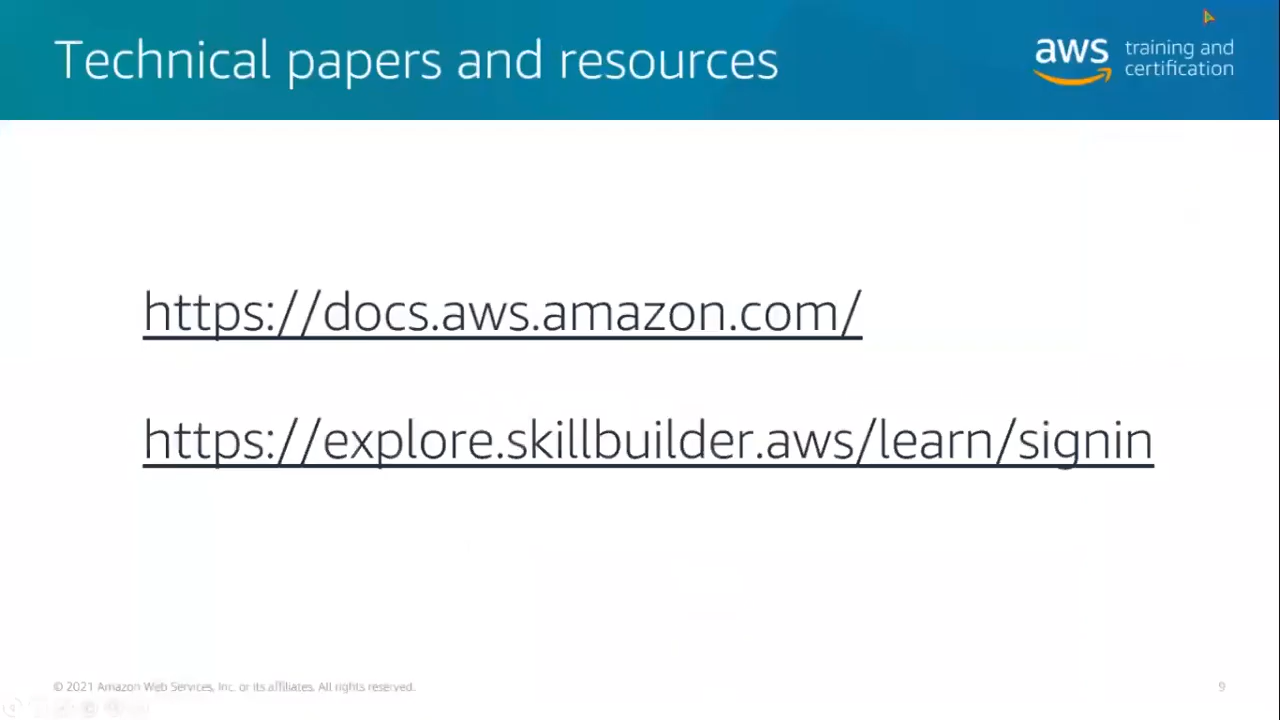 Technical papers and resources
aws training and
certification
https://docs.aws.amazon.com/
https://explore.skillbuilder.aws/learn/signin
© 2021 Amazon Web Services, Inc. or its affiliates. All rights reserved.
9